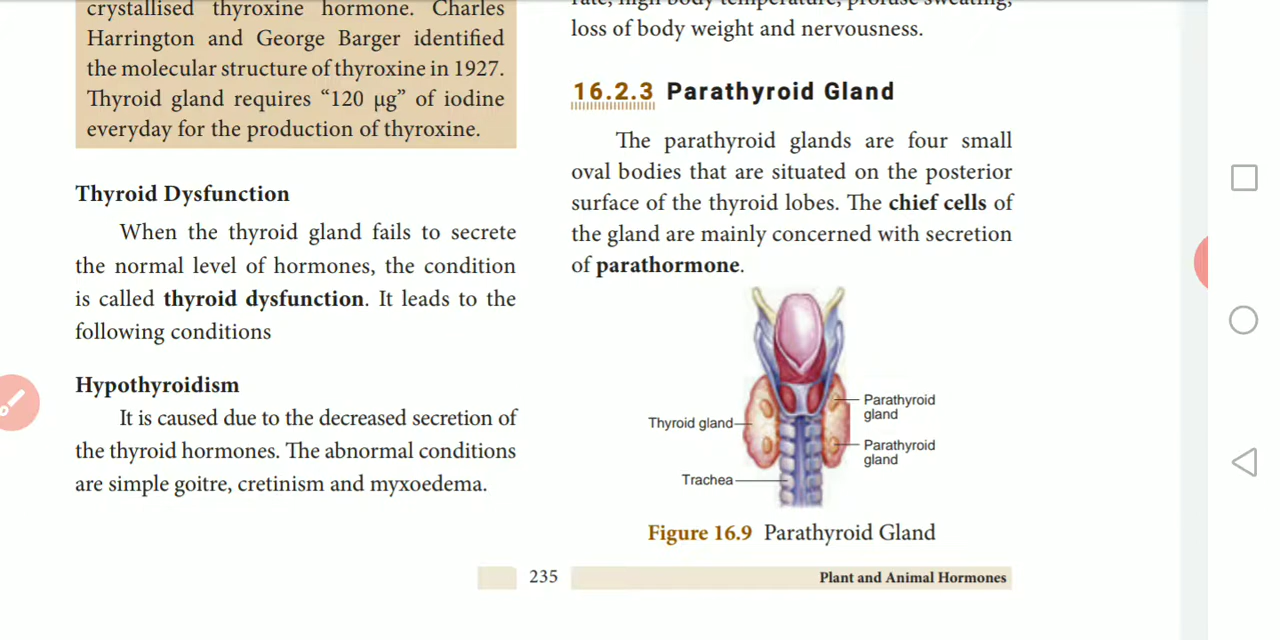 crystallised thyroxine hormone. Charles
Harrington and George Barger identified
the molecular structure of thyroxine in 1927.
Thyroid gland requires “120 µg” of iodine
everyday for the production of thyroxine.
Thyroid Dysfunction
When the thyroid gland fails to secrete
the normal level of hormones, the condition
is called thyroid dysfunction. It leads to the
following conditions
Hypothyroidism
It is caused due to the decreased secretion of
the thyroid hormones. The abnormal conditions
are simple goitre, cretinism and myxoedema.
rate, high body temperature, profuse sweating,
loss of body weight and nervousness.
16.2.3 Parathyroid Gland
The parathyroid glands are four small
oval bodies that are situated on the posterior
surface of the thyroid lobes. The chief cells of
the gland are mainly concerned with secretion
of parathormone.
Parathyroid
gland
Thyroid gland
Parathyroid
gland
Trachea
Figure 16.9 Parathyroid Gland
235
Plant and Animal Hormones